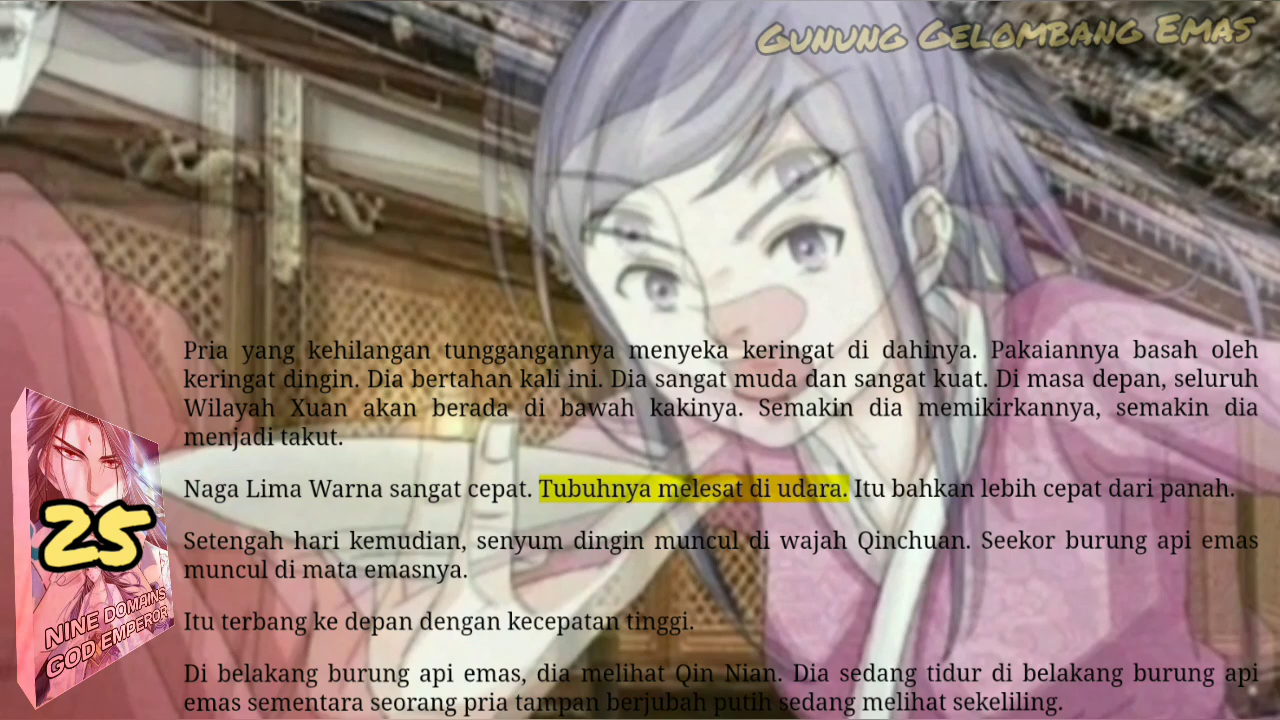 Gunung Gelombang Emas
Pria yang kehilangan tunggangannya menyeka keringat di dahinya. Pakaiannya basah oleh
keringat dingin. Dia bertahan kali ini. Dia sangat muda dan sangat kuat. Di masa depan, seluruh
Wilayah Xuan akan berada di bawah kakinya. Semakin dia memikirkannya, semakin dia
menjadi takut.
Naga Lima Warna sangat cepat. Tubuhnya melesat di udara. Itu bahkan lebih cepat dari panah.
Setengah hari kemudian, senyum dingin muncul di wajah Qinchuan. Seekor burung api emas
muncul di mata emasnya.
Itu terbang ke depan dengan kecepatan tinggi.
Di belakang burung api emas, dia melihat Qin Nian. Dia sedang tidur di belakang burung api
emas sementara seorang pria tampan berjubah putih sedang melihat sekeliling.
25
NINE DOMAINS
GOD EMPEROR